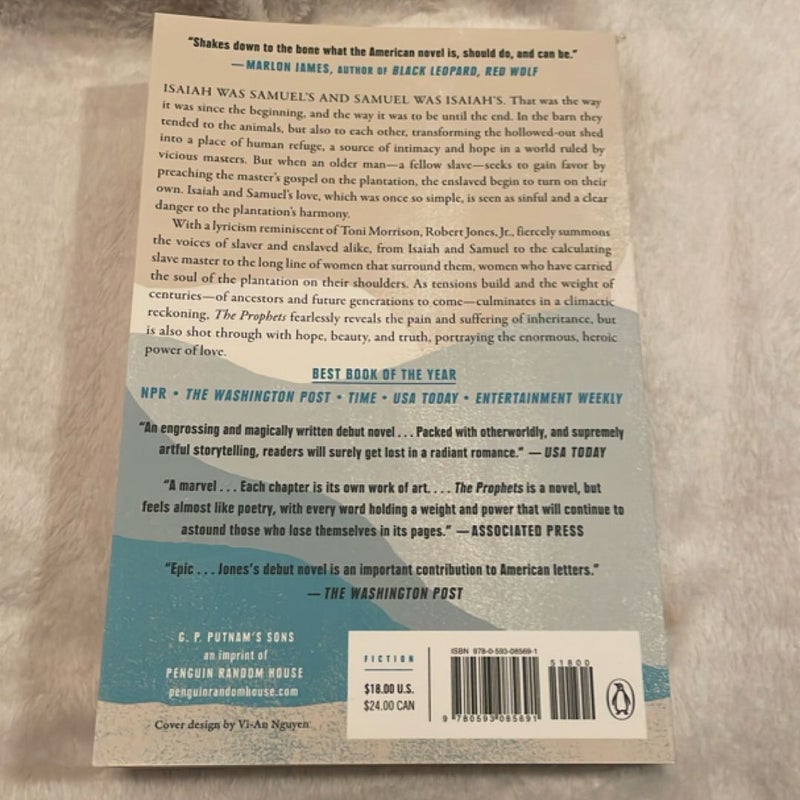 "Shakes down to the bone what the American novel is, should do, and can be."
—MARLON JAMES, AUTHOR OF BLACK LEOPARD, RED WOLF
ISAIAH WAS SAMUEL'S AND SAMUEL WAS ISAIAH'S. That was the way
it was since the beginning, and the way it was to be until the end. In the barn they
tended to the animals, but also to each other, transforming the hollowed-out shed
into a place of human refuge, a source of intimacy and hope in a world ruled by
vicious masters. But when an older man—a fellow slave—seeks to gain favor by
preaching the master's gospel on the plantation, the enslaved begin to turn on their
own. Isaiah and Samuel's love, which was once so simple, is seen as sinful and a clear
danger to the plantation's harmony.
With a lyricism reminiscent of Toni Morrison, Robert Jones, Jr., fiercely summons
the voices of slaver and enslaved alike, from Isaiah and Samuel to the calculating
slave master to the long line of women that surround them, women who have carried
the soul of the plantation on their shoulders. As tensions build and the weight of
centuries—of ancestors and future generations to come—culminates in a climactic
reckoning, The Prophets fearlessly reveals the pain and suffering of inheritance, but
is also shot through with hope, beauty, and truth, portraying the enormous, heroic
power of love.
BEST BOOK OF THE YEAR
NPR • THE WASHINGTON POST • TIME • USA TODAY • ENTERTAINMENT WEEKLY
"An engrossing and magically written debut novel . . . Packed with otherworldly, and supremely
artful storytelling, readers will surely get lost in a radiant romance." —USA TODAY
"A marvel . . . Each chapter is its own work of art. . . . The Prophets is a novel, but
feels almost like poetry, with every word holding a weight and power that will continue to
astound those who lose themselves in its pages." —ASSOCIATED PRESS
"Epic . . . Jones's debut novel is an important contribution to American letters."
—THE WASHINGTON POST
G. P. PUTNAM'S SONS
an imprint of
PENGUIN RANDOM HOUSE
penguinrandomhouse.com
Cover design by Vi-An Nguyen
FICTION
$18.00 U.S.
$24.00 CAN
ISBN 978-0-593-08569-1
51800
9 780593 085691